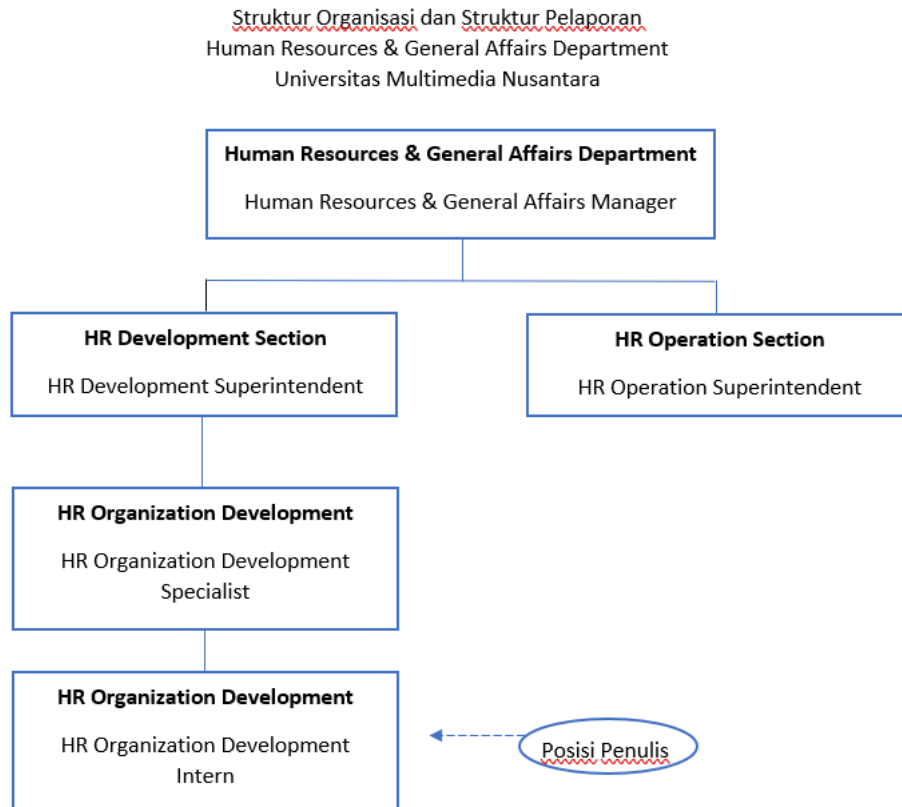 Struktur Organisasi dan Struktur Pelaporan
Human Resources & General Affairs Department
Universitas Multimedia Nusantara
Human Resources & General Affairs Department
Human Resources & General Affairs Manager
HR Development Section
HR Development Superintendent
HR Operation Section
HR Operation Superintendent
HR Organization Development
HR Organization Development
Specialist
HR Organization Development
HR Organization Development
Intern
Posisi Penulis